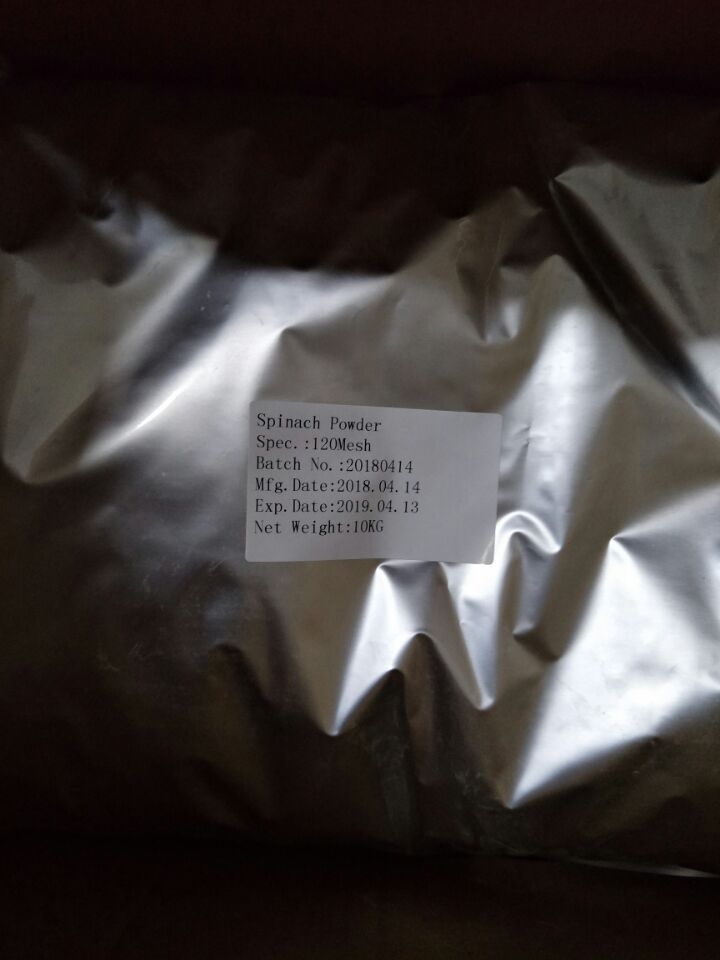 Spinach Powder
Spec.:120Mesh
Batch No.:20180414
Mfg.Date:2018.04.14
Exp.Date:2019.04.13
Net Weight:10KG